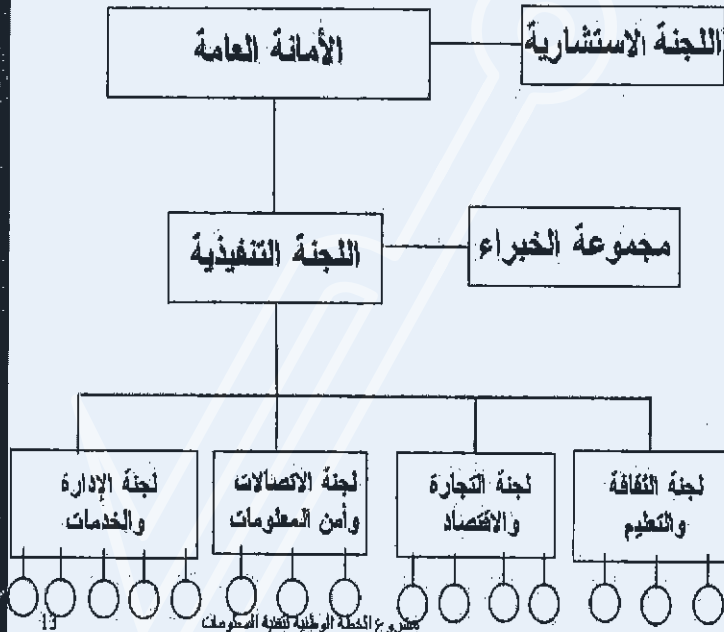 اللجنة الاستشارية
الأمانة العامة
مجموعة الخبراء
اللجنة التنفيذية
لجنة الثقافة
والتعليم
لجنة التجارة
والاقتصاد
لجنة الاتصالات
وأمن المعلومات
لجنة الإدارة
والخدمات
مشروع الخطة الوطنية لتقنية المعلومات
13